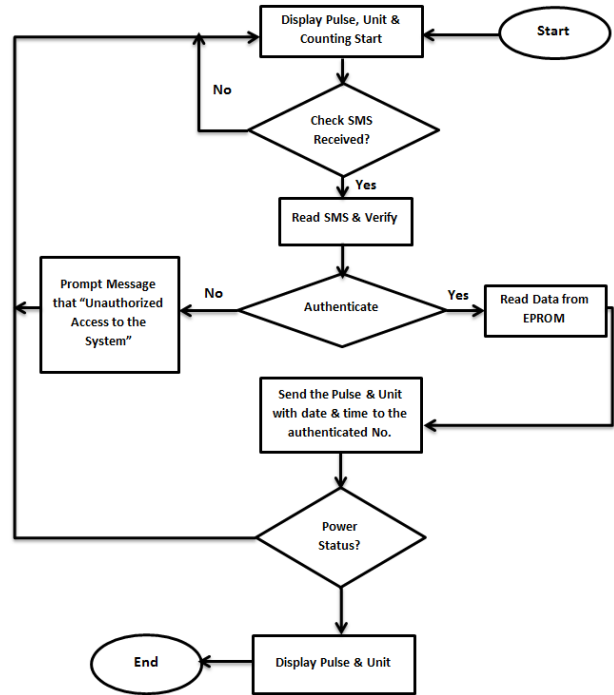 Display Pulse, Unit &
Counting Start
Start
No
Check SMS
Received?
Yes
Read SMS & Verify
Prompt Message
that “Unauthorized
Access to the
System”
No
Authenticate
Yes
Read Data from
EPROM
Send the Pulse & Unit
with date & time to the
authenticated No.
Power
Status?
End
Display Pulse & Unit